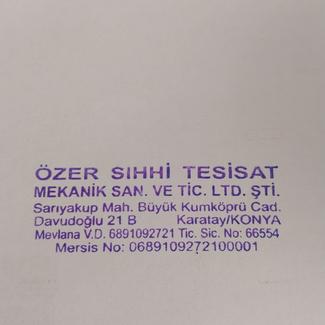 ÖZER SIHHİ TESİSAT
MEKANİK SAN. VE TİC. LTD. ŞTİ.
Sarıyakup Mah. Büyük Kumköprü Cad.
Davudoğlu 21 B Karatay/KONYA
Mevlana V.D. 6891092721 Tic. Sic. No: 66554
Mersis No: 0689109272100001